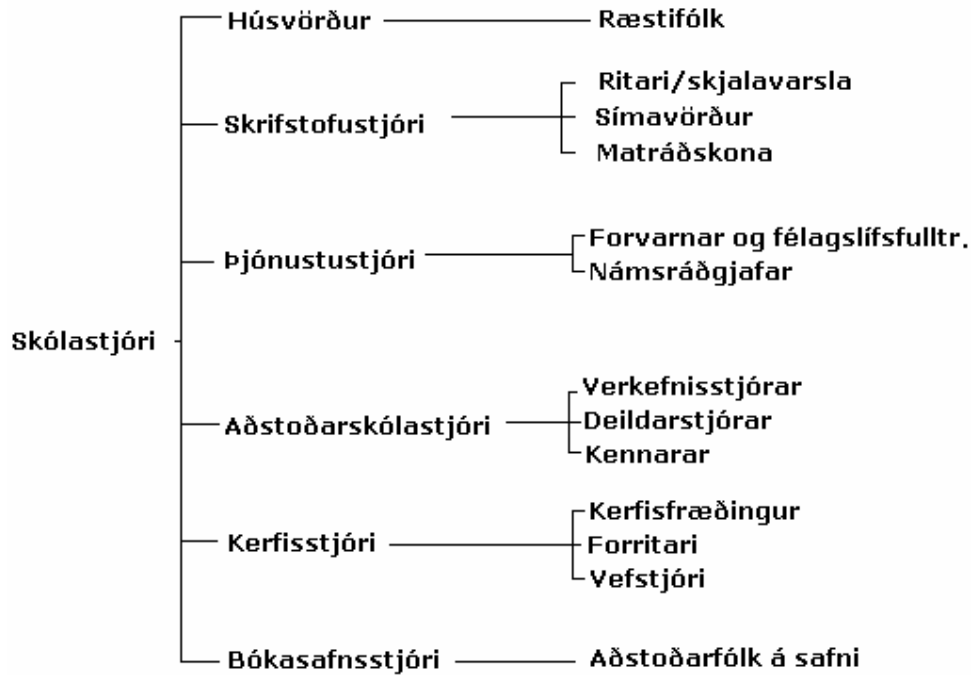 Húsvörður
Ræstifólk
Skrifstofustjóri
Ritari/skjalavarsla
Símavörður
Matráðskona
Þjónustustjóri
Forvarnar og félagslífsfulltr.
Námsráðgjafar
Skólastjóri
Aðstoðarskólastjóri
Verkefnisstjórar
Deildarstjórar
Kennarar
Kerfisstjóri
Kerfisfræðingur
Forritari
Vefstjóri
Bókasafnsstjóri
Aðstoðarfólk á safni